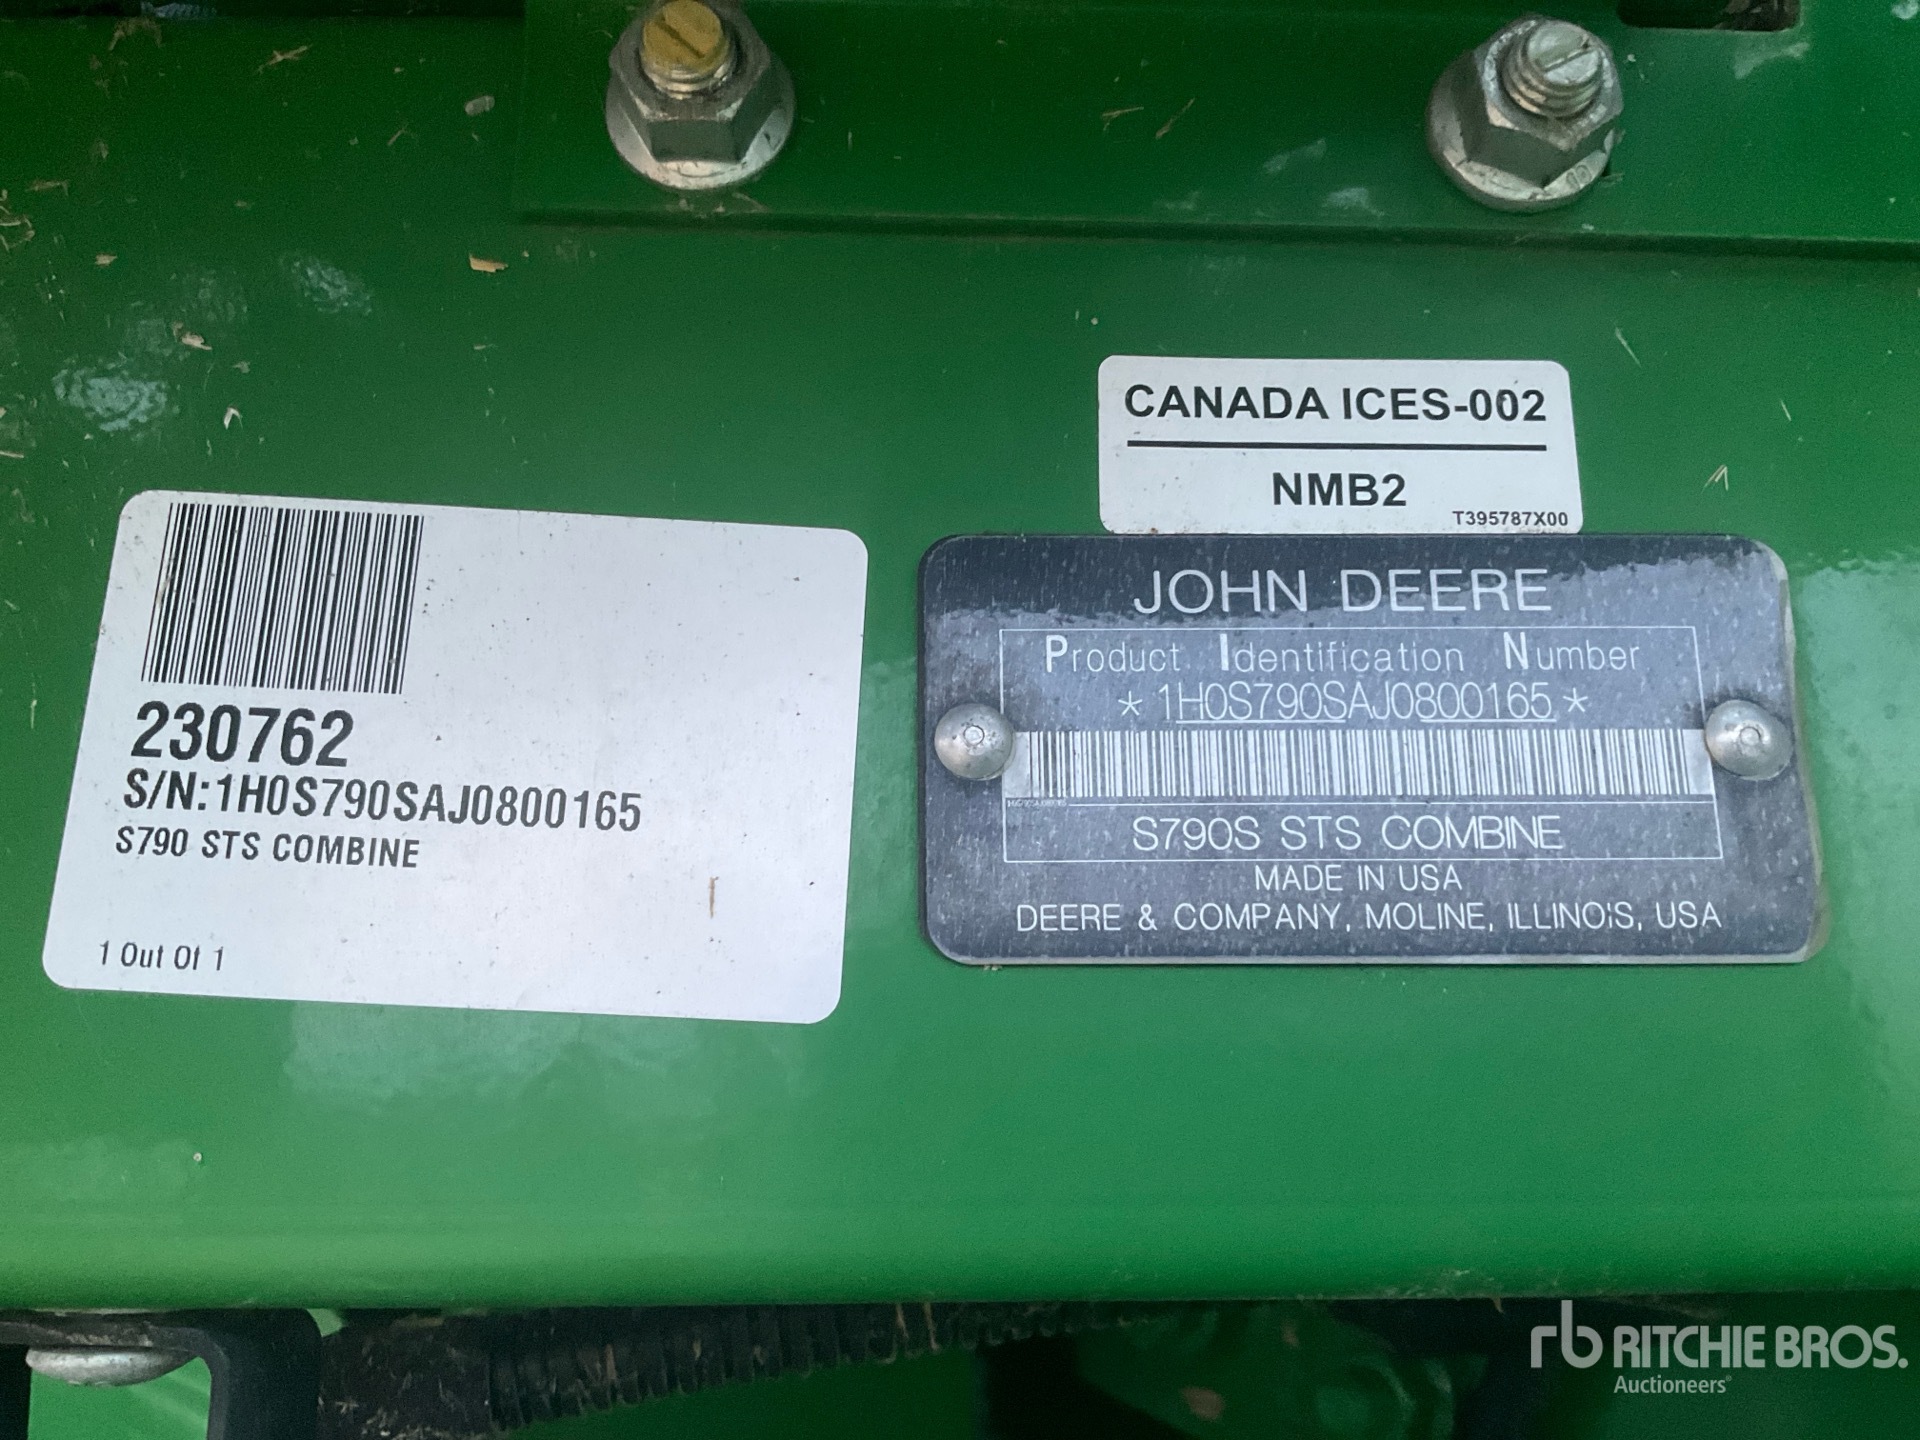 CANADA ICES-002
NMB2
T395787X00
230762
S/N:1H0S790SAJ0800165
S790 STS COMBINE
1 Out Of 1
JOHN DEERE
Product Identification Number
*1H0S790SAJ0800165*
S790S STS COMBINE
MADE IN USA
DEERE & COMPANY, MOLINE, ILLINOIS, USA
rb RITCHIE BROS.
Auctioneers®